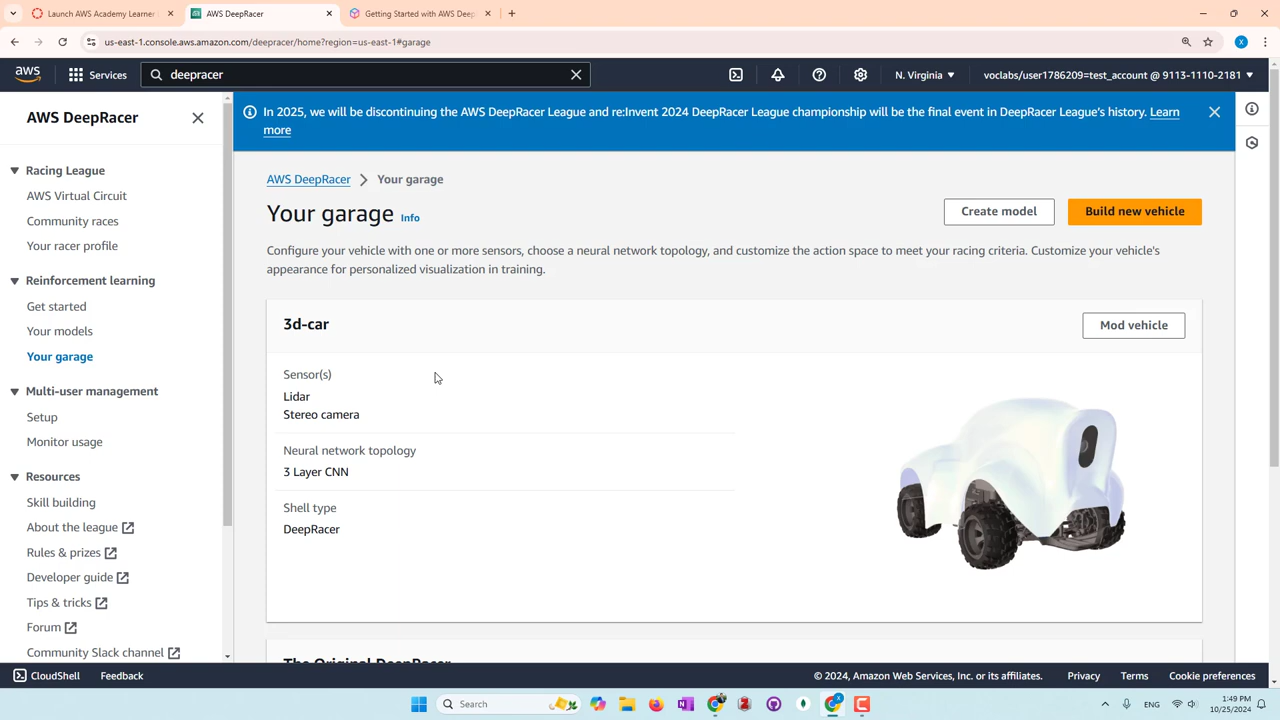 Launch AWS Academy Learner
AWS DeepRacer
Getting Started with AWS Deep
us-east-1.console.aws.amazon.com/deepracer/home?region=us-east-1#garage
X
aws
Services
deepracer
N. Virginia
voclabs/user1786209=test_account @ 9113-1110-2181
AWS DeepRacer
Racing League
AWS Virtual Circuit
Community races
Your racer profile
Reinforcement learning
Get started
Your models
Your garage
Multi-user management
Setup
Monitor usage
Resources
Skill building
About the league
Rules & prizes
Developer guide
Tips & tricks
Forum
Community Slack channel
In 2025, we will be discontinuing the AWS DeepRacer League and re:Invent 2024 DeepRacer League championship will be the final event in DeepRacer League's history. Learn
more
AWS DeepRacer
Your garage
Your garage Info
Create model
Build new vehicle
Configure your vehicle with one or more sensors, choose a neural network topology, and customize the action space to meet your racing criteria. Customize your vehicle's
appearance for personalized visualization in training.
3d-car
Mod vehicle
Sensor(s)
Lidar
Stereo camera
Neural network topology
3 Layer CNN
Shell type
DeepRacer
The Original DeepRacer
CloudShell
Feedback
© 2024, Amazon Web Services, Inc. or its affiliates.
Privacy
Terms
Cookie preferences
Search
ENG
1:49 PM
10/25/2024